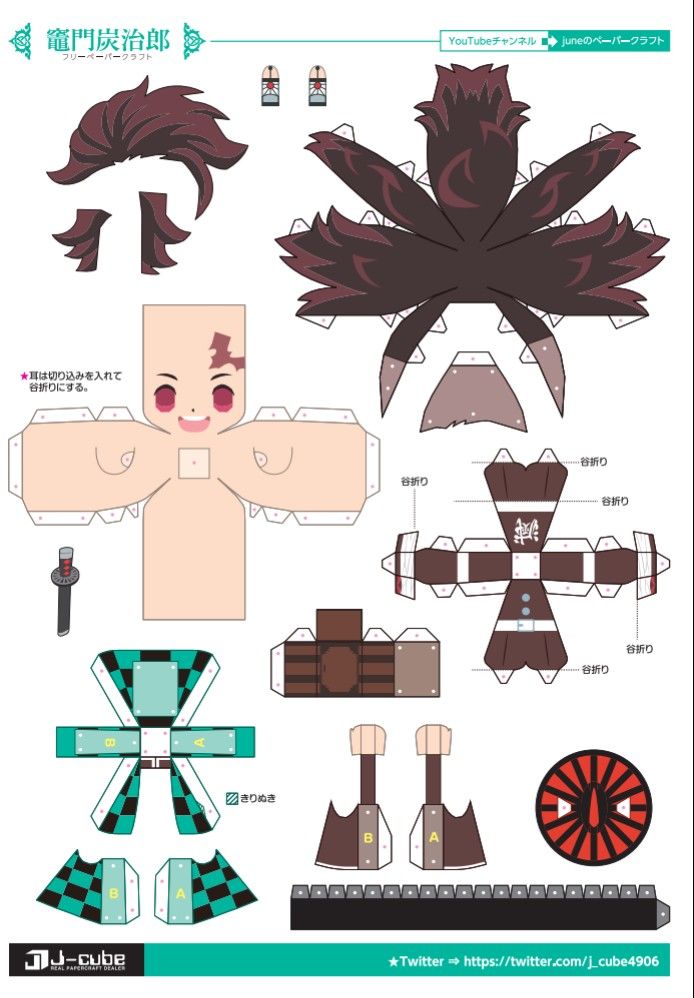 竈門炭治郎
フリーペーパークラフト
YouTubeチャンネル
juneのペーパークラフト
★耳は切り込みを入れて
谷折りにする。
谷折り
谷折り
谷折り
滅
谷折り
谷折り
B
A
きりぬき
B
A
B
A
J-cube
REAL PAPERCRAFT DEALER
★Twitter ⇒ https://twitter.com/j_cube4906